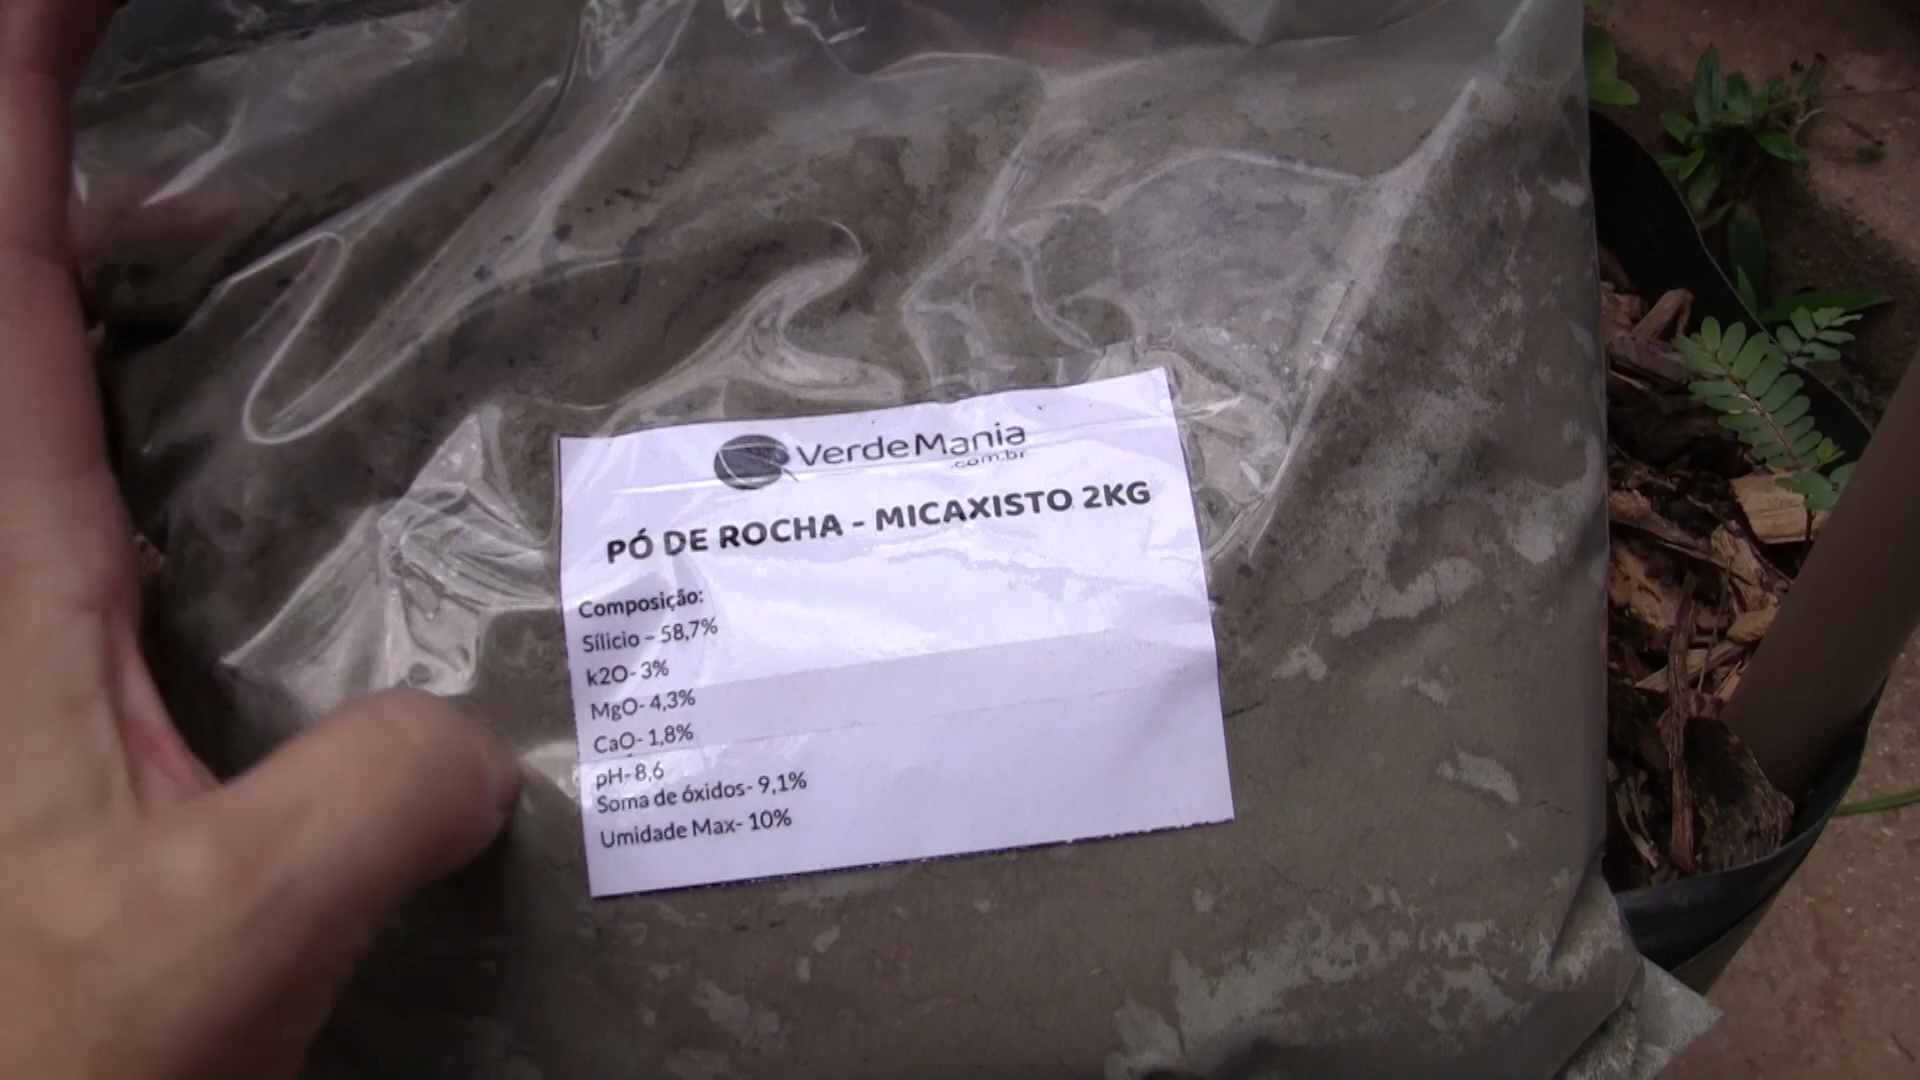 VerdeMania
.com.br
PÓ DE ROCHA - MICAXISTO 2KG
Composição:
Sílicio – 58,7%
k2O- 3%
MgO- 4,3%
CaO- 1,8%
pH- 8,6
Soma de óxidos- 9,1%
Umidade Max- 10%